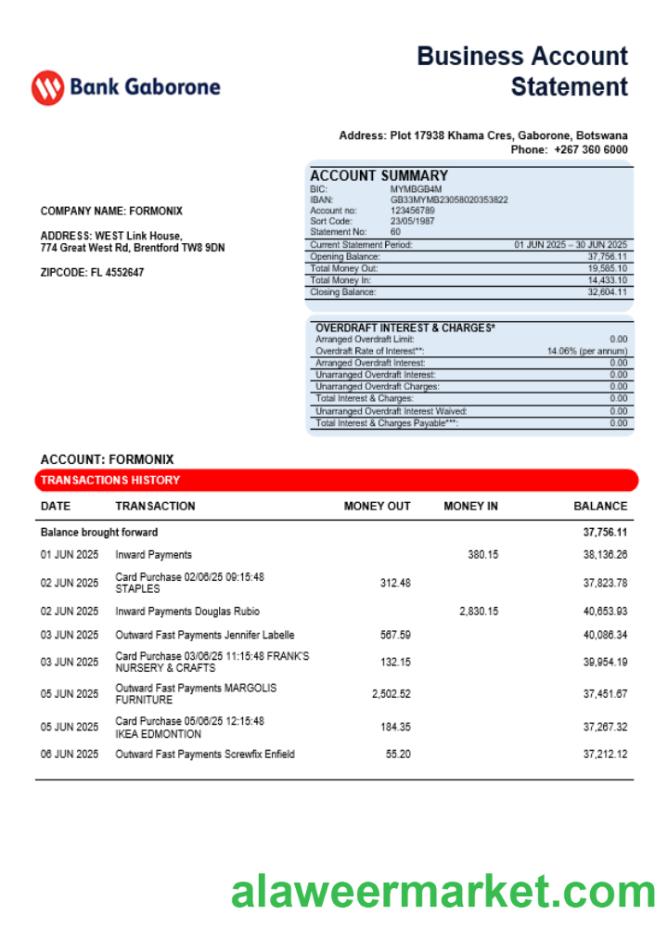 Bank Gaborone
Business Account
Statement
Address: Plot 17938 Khama Cres, Gaborone, Botswana
Phone: +267 360 6000
COMPANY NAME: FORMONIX
ADDRESS: WEST Link House,
774 Great West Rd, Brentford TW8 9DN
ZIPCODE: FL 4552647
ACCOUNT SUMMARY
BIC: MYMBGB4M
IBAN: GB33MYMB23058020353822
Account no: 123456789
Sort Code: 23/05/1987
Statement No: 60
Current Statement Period: 01 JUN 2025 – 30 JUN 2025
Opening Balance: 37,756.11
Total Money Out: 19,585.10
Total Money In: 14,433.10
Closing Balance: 32,604.11
OVERDRAFT INTEREST & CHARGES*
Arranged Overdraft Limit: 0.00
Overdraft Rate of Interest**: 14.06% (per annum)
Arranged Overdraft Interest: 0.00
Unarranged Overdraft Interest: 0.00
Unarranged Overdraft Charges: 0.00
Total Interest & Charges: 0.00
Unarranged Overdraft Interest Waived: 0.00
Total Interest & Charges Payable***: 0.00
ACCOUNT: FORMONIX
TRANSACTIONS HISTORY
DATE TRANSACTION MONEY OUT MONEY IN BALANCE
Balance brought forward 37,756.11
01 JUN 2025 Inward Payments 380.15 38,136.26
02 JUN 2025 Card Purchase 02/06/25 09:15:48
STAPLES 312.48 37,823.78
02 JUN 2025 Inward Payments Douglas Rubio 2,830.15 40,653.93
03 JUN 2025 Outward Fast Payments Jennifer Labelle 567.59 40,086.34
03 JUN 2025 Card Purchase 03/06/25 11:15:48 FRANK'S
NURSERY & CRAFTS 132.15 39,954.19
05 JUN 2025 Outward Fast Payments MARGOLIS
FURNITURE 2,502.52 37,451.67
05 JUN 2025 Card Purchase 05/06/25 12:15:48
IKEA EDMONTION 184.35 37,267.32
06 JUN 2025 Outward Fast Payments Screwfix Enfield 55.20 37,212.12
alaweermarket.com